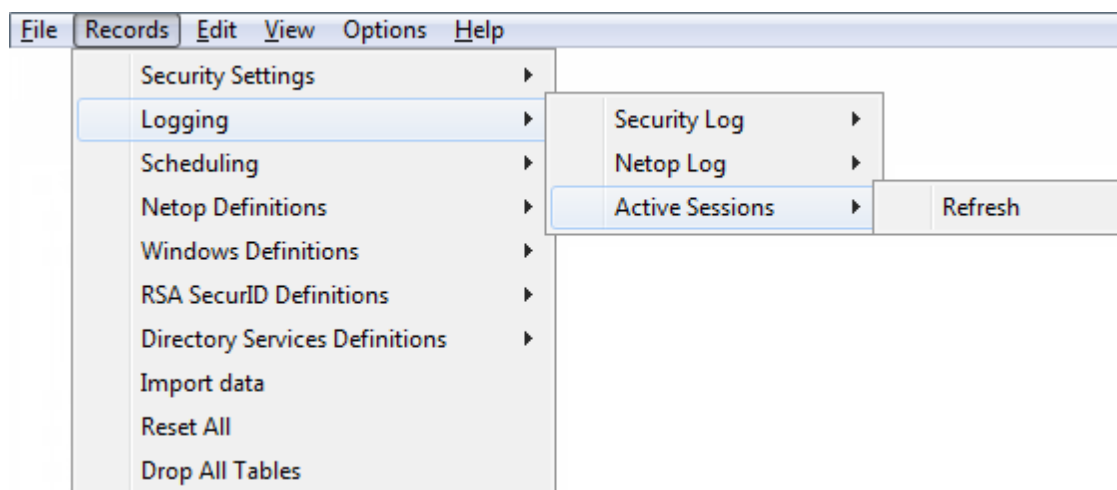 File Records Edit View Options Help
Security Settings
Logging
Scheduling
Netop Definitions
Windows Definitions
RSA SecurID Definitions
Directory Services Definitions
Import data
Reset All
Drop All Tables
Security Log
Netop Log
Active Sessions
Refresh